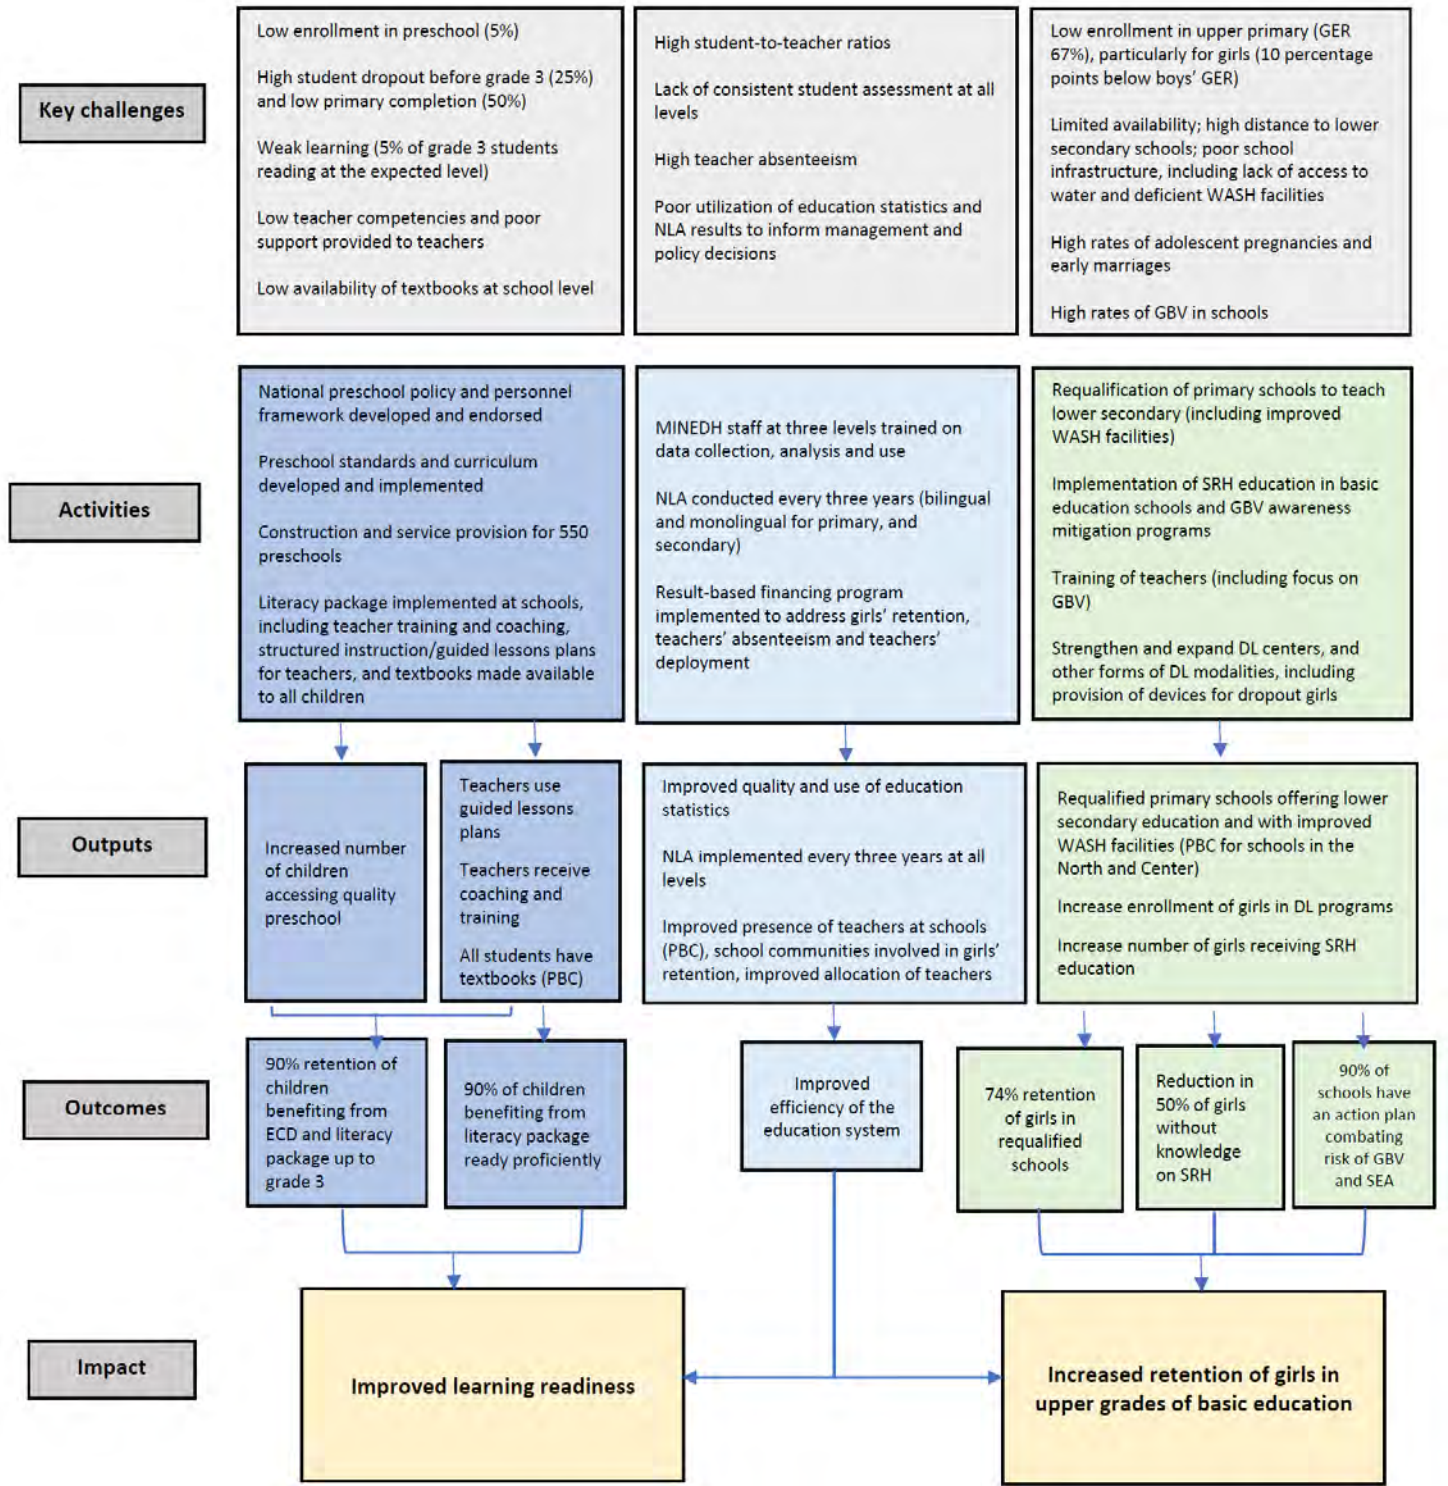 Key challenges
Low enrollment in preschool (5%)
High student dropout before grade 3 (25%)
and low primary completion (50%)
Weak learning (5% of grade 3 students
reading at the expected level)
Low teacher competencies and poor
support provided to teachers
Low availability of textbooks at school level
High student-to-teacher ratios
Lack of consistent student assessment at all
levels
High teacher absenteeism
Poor utilization of education statistics and
NLA results to inform management and
policy decisions
Low enrollment in upper primary (GER
67%), particularly for girls (10 percentage
points below boys' GER)
Limited availability; high distance to lower
secondary schools; poor school
infrastructure, including lack of access to
water and deficient WASH facilities
High rates of adolescent pregnancies and
early marriages
High rates of GBV in schools
Activities
National preschool policy and personnel
framework developed and endorsed
Preschool standards and curriculum
developed and implemented
Construction and service provision for 550
preschools
Literacy package implemented at schools,
including teacher training and coaching,
structured instruction/guided lessons plans
for teachers, and textbooks made available
to all children
MINEDH staff at three levels trained on
data collection, analysis and use
NLA conducted every three years (bilingual
and monolingual for primary, and
secondary)
Result-based financing program
implemented to address girls' retention,
teachers' absenteeism and teachers'
deployment
Requalification of primary schools to teach
lower secondary (including improved
WASH facilities)
Implementation of SRH education in basic
education schools and GBV awareness
mitigation programs
Training of teachers (including focus on
GBV)
Strengthen and expand DL centers, and
other forms of DL modalities, including
provision of devices for dropout girls
Outputs
Increased number
of children
accessing quality
preschool
Teachers use
guided lessons
plans
Teachers receive
coaching and
training
All students have
textbooks (PBC)
Improved quality and use of education
statistics
NLA implemented every three years at all
levels
Improved presence of teachers at schools
(PBC), school communities involved in girls'
retention, improved allocation of teachers
Requalified primary schools offering lower
secondary education and with improved
WASH facilities (PBC for schools in the
North and Center)
Increase enrollment of girls in DL programs
Increase number of girls receiving SRH
education
Outcomes
90% retention of
children
benefiting from
ECD and literacy
package up to
grade 3
90% of children
benefiting from
literacy package
ready proficiently
Improved
efficiency of the
education system
74% retention
of girls in
requalified
schools
Reduction in
50% of girls
without
knowledge
on SRH
90% of
schools have
an action plan
combating
risk of GBV
and SEA
Impact
Improved learning readiness
Increased retention of girls in
upper grades of basic education